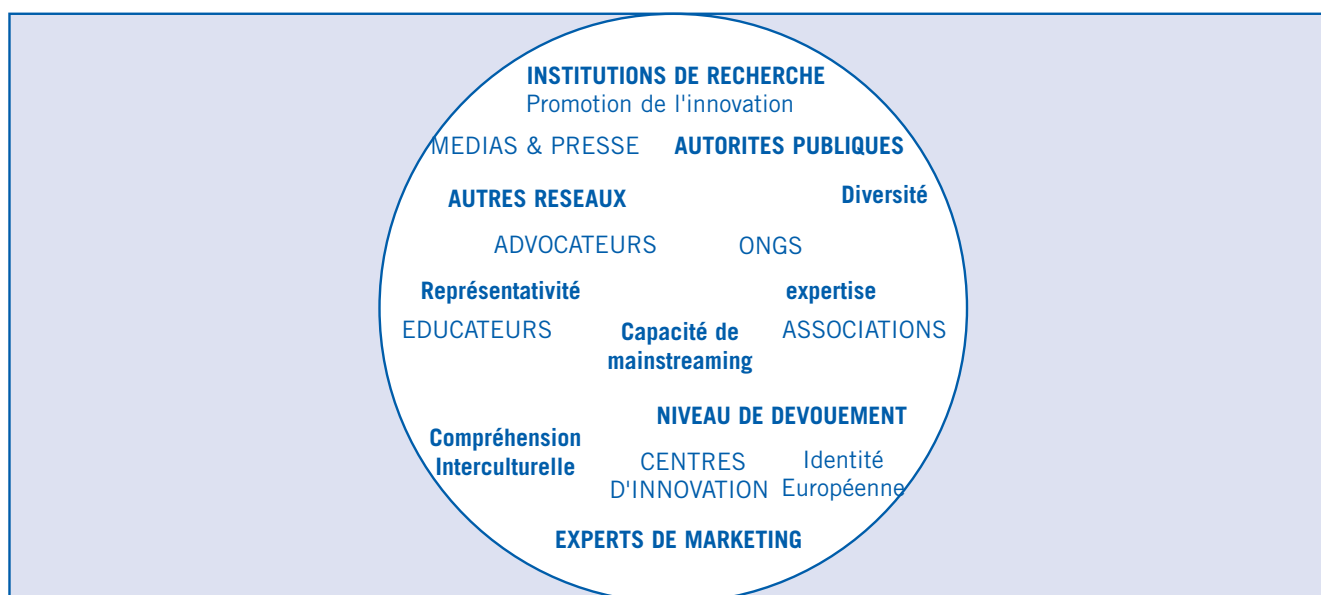 INSTITUTIONS DE RECHERCHE
Promotion de l'innovation
MEDIAS & PRESSE AUTORITES PUBLIQUES
AUTRES RESEAUX Diversité
ADVOCATEURS ONGS
Représentativité expertise
EDUCATEURS Capacité de mainstreaming ASSOCIATIONS
NIVEAU DE DEVOUEMENT
Compréhension
Interculturelle
CENTRES
D'INNOVATION
Identité
Européenne
EXPERTS DE MARKETING